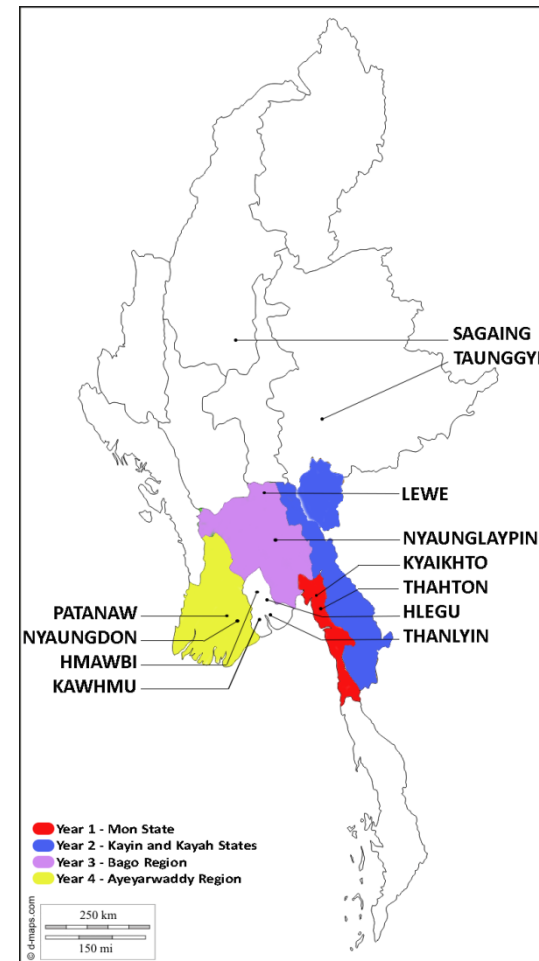 SAGAING
TAUNGGYI
LEWE
NYAUNGLAYPIN
KYAIKHTO
THAHTON
HLEGU
THANLYIN
PATANAW
NYAUNGDON
HMAWBI
KAWHMU
Year 1 - Mon State
Year 2 - Kayin and Kayah States
Year 3 - Bago Region
Year 4 - Ayeyarwaddy Region
250 km
150 mi
© d-maps.com